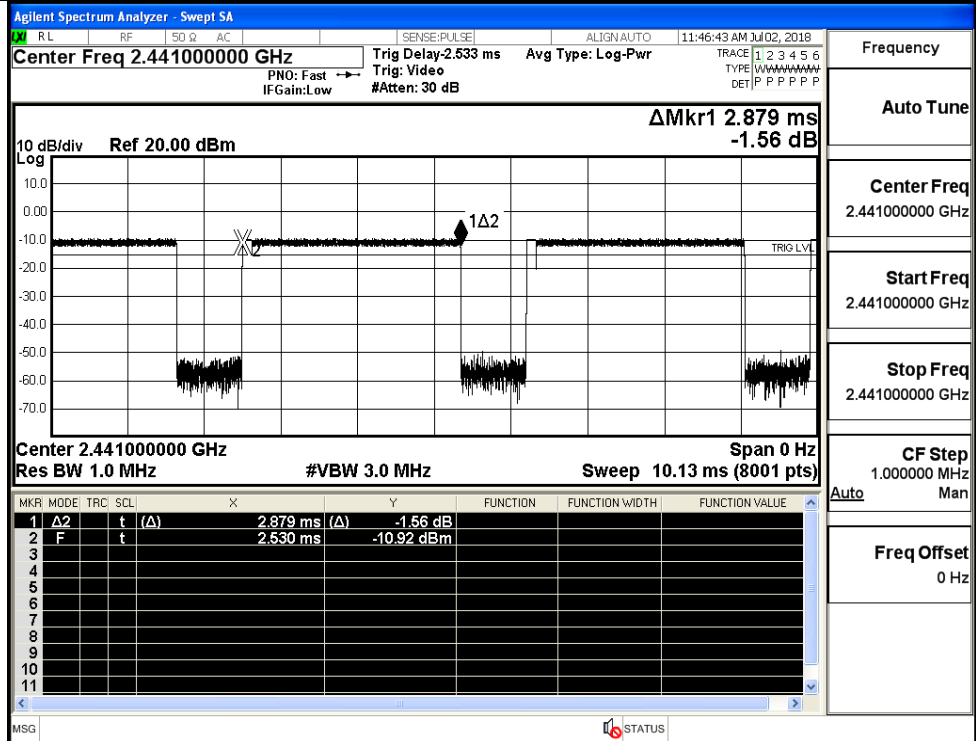 Agilent Spectrum Analyzer - Swept SA
LXI RL RF 50 Ω AC SENSE:PULSE ALIGNAUTO 11:46:43 AM Jul 02, 2018
Center Freq 2.441000000 GHz
PNO: Fast
IFGain:Low
Trig Delay-2.533 ms
Trig: Video
#Atten: 30 dB
Avg Type: Log-Pwr
TRACE 1 2 3 4 5 6
TYPE WWWWWW
DET P P P P P P
ΔMkr1 2.879 ms
-1.56 dB
10 dB/div Ref 20.00 dBm
Log
10.0
0.00
-10.0
-20.0
-30.0
-40.0
-50.0
-60.0
-70.0
1Δ2
2
TRIG LVL
Center 2.441000000 GHz Span 0 Hz
Res BW 1.0 MHz #VBW 3.0 MHz Sweep 10.13 ms (8001 pts)
MKR MODE TRC SCL X Y FUNCTION FUNCTION WIDTH FUNCTION VALUE
1 Δ2 t (Δ) 2.879 ms (Δ) -1.56 dB
2 F t 2.530 ms -10.92 dBm
3
4
5
6
7
8
9
10
11
MSG STATUS
Frequency
Auto Tune
Center Freq
2.441000000 GHz
Start Freq
2.441000000 GHz
Stop Freq
2.441000000 GHz
CF Step
1.000000 MHz
Auto Man
Freq Offset
0 Hz